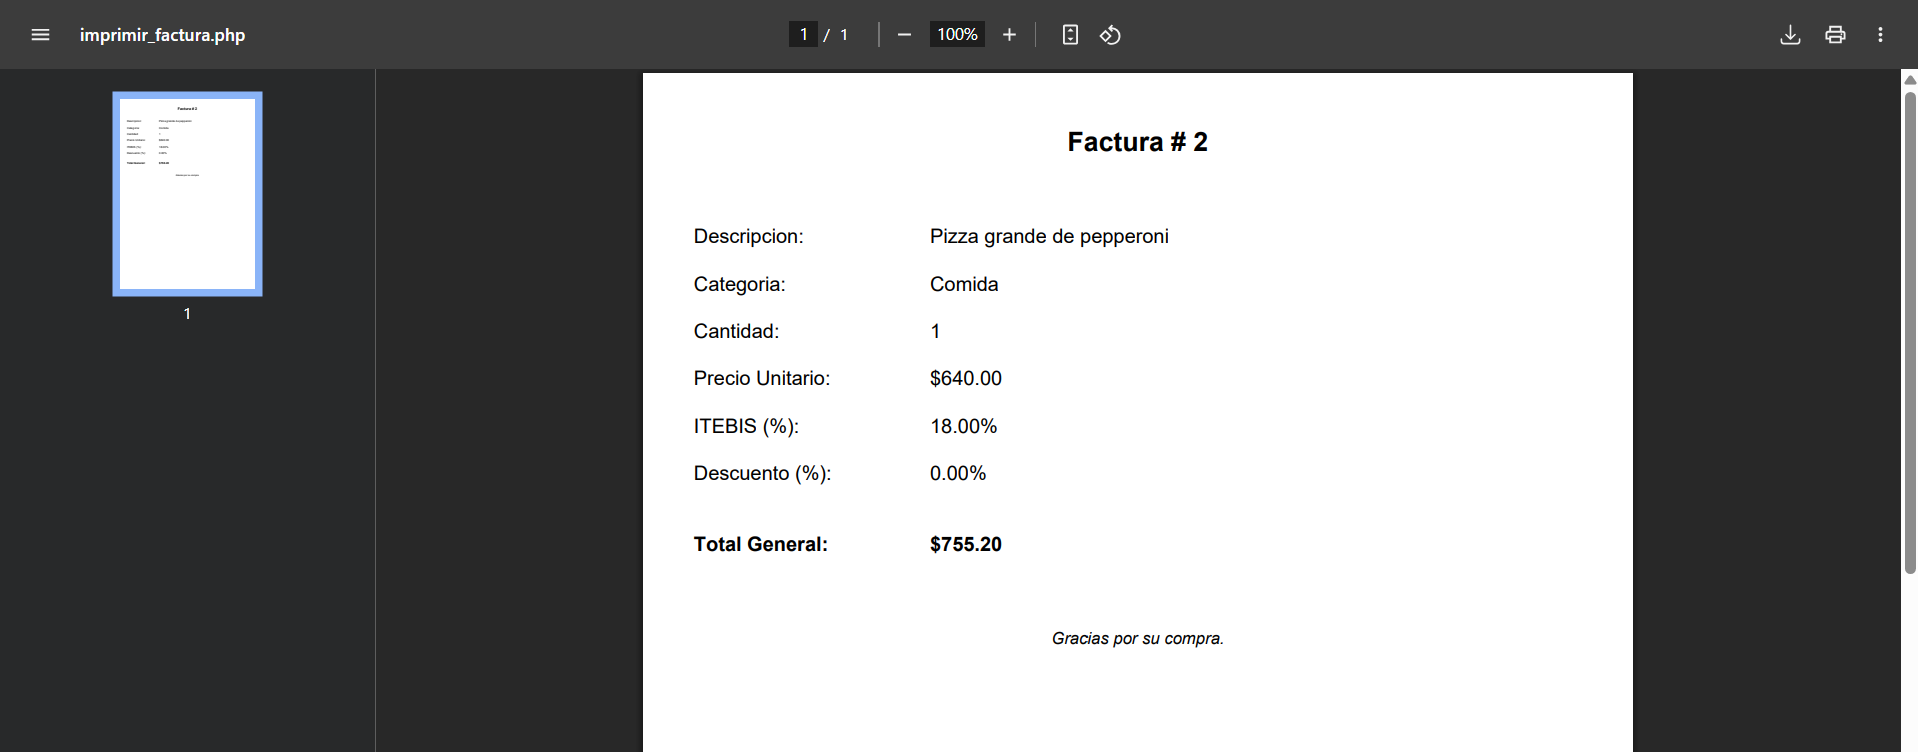 imprimir_factura.php
1 / 1
100%
1
Factura # 2
Descripcion: Pizza grande de pepperoni
Categoria: Comida
Cantidad: 1
Precio Unitario: $640.00
ITEBIS (%): 18.00%
Descuento (%): 0.00%
Total General: $755.20
Gracias por su compra.